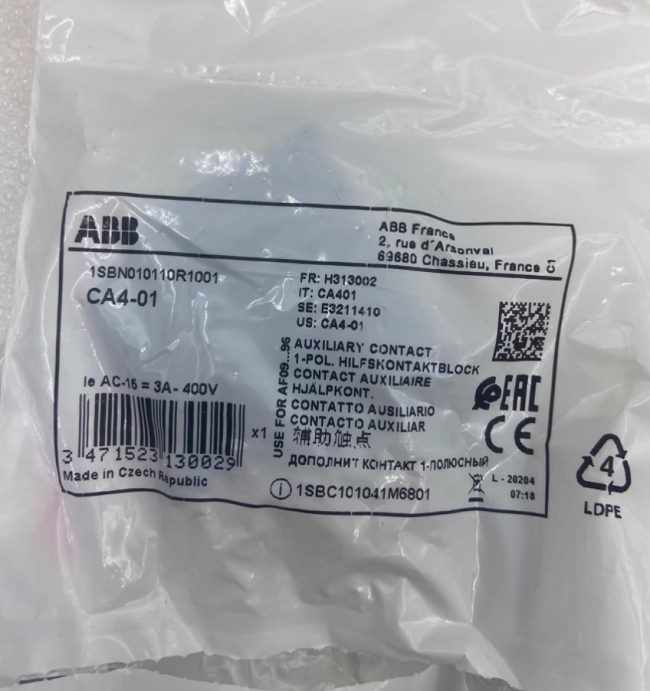 ABB
ABB France
2, rue d'Arsonval
69680 Chassieu, France
1SBN010110R1001
CA4-01
FR: H313002
IT: CA401
SE: E3211410
US: CA4-01
USE FOR AF09...96
AUXILIARY CONTACT
1-POL. HILFSKONTAKTBLOCK
CONTACT AUXILIAIRE
HJÄLPKONT.
CONTATTO AUSILIARIO
CONTACTO AUXILIAR
辅助触点
ДОПОЛНИТ КОНТАКТ 1-ПОЛЮСНЫЙ
Ie AC-15 = 3A - 400V
x1
3 471523 130029
Made in Czech Republic
i 1SBC101041M6801
EAC
CE
L - 20204
07:18
4
LDPE